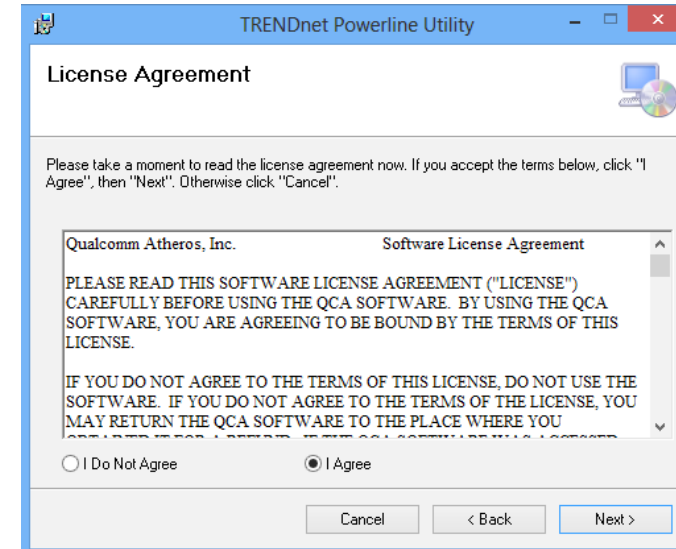 TRENDnet Powerline Utility
License Agreement
Please take a moment to read the license agreement now. If you accept the terms below, click "I
Agree", then "Next". Otherwise click "Cancel".
Qualcomm Atheros, Inc. Software License Agreement
PLEASE READ THIS SOFTWARE LICENSE AGREEMENT ("LICENSE")
CAREFULLY BEFORE USING THE QCA SOFTWARE. BY USING THE QCA
SOFTWARE, YOU ARE AGREEING TO BE BOUND BY THE TERMS OF THIS
LICENSE.
IF YOU DO NOT AGREE TO THE TERMS OF THIS LICENSE, DO NOT USE THE
SOFTWARE. IF YOU DO NOT AGREE TO THE TERMS OF THE LICENSE, YOU
MAY RETURN THE QCA SOFTWARE TO THE PLACE WHERE YOU
I Do Not Agree I Agree
Cancel < Back Next >